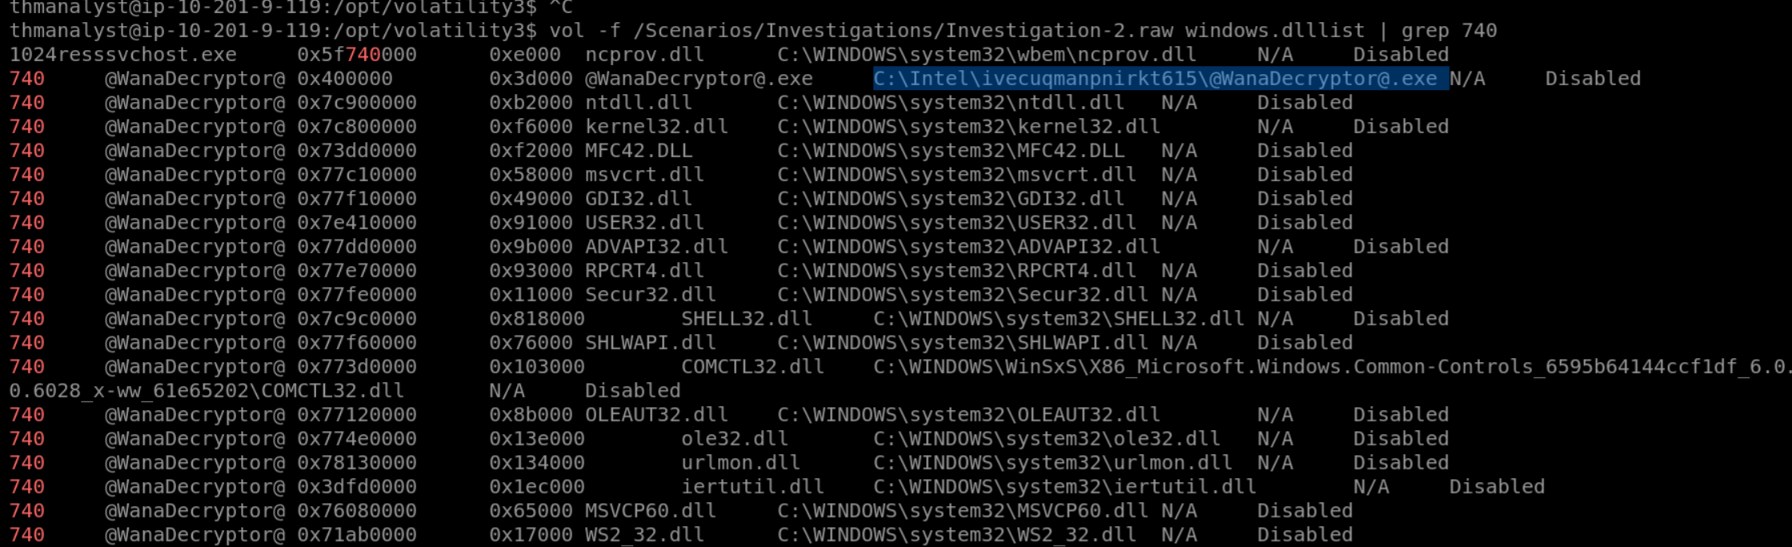 thmanalyst@ip-10-201-9-119:/opt/volatility3$ ^C
thmanalyst@ip-10-201-9-119:/opt/volatility3$ vol -f /Scenarios/Investigations/Investigation-2.raw windows.dlllist | grep 740
1024resssvchost.exe 0x5f740000 0xe000 ncprov.dll C:\WINDOWS\system32\wbem\ncprov.dll N/A Disabled
740 @WanaDecryptor@ 0x400000 0x3d000 @WanaDecryptor@.exe C:\Intel\ivecuqmanpnirkt615\@WanaDecryptor@.exe N/A Disabled
740 @WanaDecryptor@ 0x7c900000 0xb2000 ntdll.dll C:\WINDOWS\system32\ntdll.dll N/A Disabled
740 @WanaDecryptor@ 0x7c800000 0xf6000 kernel32.dll C:\WINDOWS\system32\kernel32.dll N/A Disabled
740 @WanaDecryptor@ 0x73dd0000 0xf2000 MFC42.DLL C:\WINDOWS\system32\MFC42.DLL N/A Disabled
740 @WanaDecryptor@ 0x77c10000 0x58000 msvcrt.dll C:\WINDOWS\system32\msvcrt.dll N/A Disabled
740 @WanaDecryptor@ 0x77f10000 0x49000 GDI32.dll C:\WINDOWS\system32\GDI32.dll N/A Disabled
740 @WanaDecryptor@ 0x7e410000 0x91000 USER32.dll C:\WINDOWS\system32\USER32.dll N/A Disabled
740 @WanaDecryptor@ 0x77dd0000 0x9b000 ADVAPI32.dll C:\WINDOWS\system32\ADVAPI32.dll N/A Disabled
740 @WanaDecryptor@ 0x77e70000 0x93000 RPCRT4.dll C:\WINDOWS\system32\RPCRT4.dll N/A Disabled
740 @WanaDecryptor@ 0x77fe0000 0x11000 Secur32.dll C:\WINDOWS\system32\Secur32.dll N/A Disabled
740 @WanaDecryptor@ 0x7c9c0000 0x818000 SHELL32.dll C:\WINDOWS\system32\SHELL32.dll N/A Disabled
740 @WanaDecryptor@ 0x77f60000 0x76000 SHLWAPI.dll C:\WINDOWS\system32\SHLWAPI.dll N/A Disabled
740 @WanaDecryptor@ 0x773d0000 0x103000 COMCTL32.dll C:\WINDOWS\WinSxS\X86_Microsoft.Windows.Common-Controls_6595b64144ccf1df_6.0.
0.6028_x-ww_61e65202\COMCTL32.dll N/A Disabled
740 @WanaDecryptor@ 0x77120000 0x8b000 OLEAUT32.dll C:\WINDOWS\system32\OLEAUT32.dll N/A Disabled
740 @WanaDecryptor@ 0x774e0000 0x13e000 ole32.dll C:\WINDOWS\system32\ole32.dll N/A Disabled
740 @WanaDecryptor@ 0x78130000 0x134000 urlmon.dll C:\WINDOWS\system32\urlmon.dll N/A Disabled
740 @WanaDecryptor@ 0x3dfd0000 0x1ec000 iertutil.dll C:\WINDOWS\system32\iertutil.dll N/A Disabled
740 @WanaDecryptor@ 0x76080000 0x65000 MSVCP60.dll C:\WINDOWS\system32\MSVCP60.dll N/A Disabled
740 @WanaDecryptor@ 0x71ab0000 0x17000 WS2_32.dll C:\WINDOWS\system32\WS2_32.dll N/A Disabled